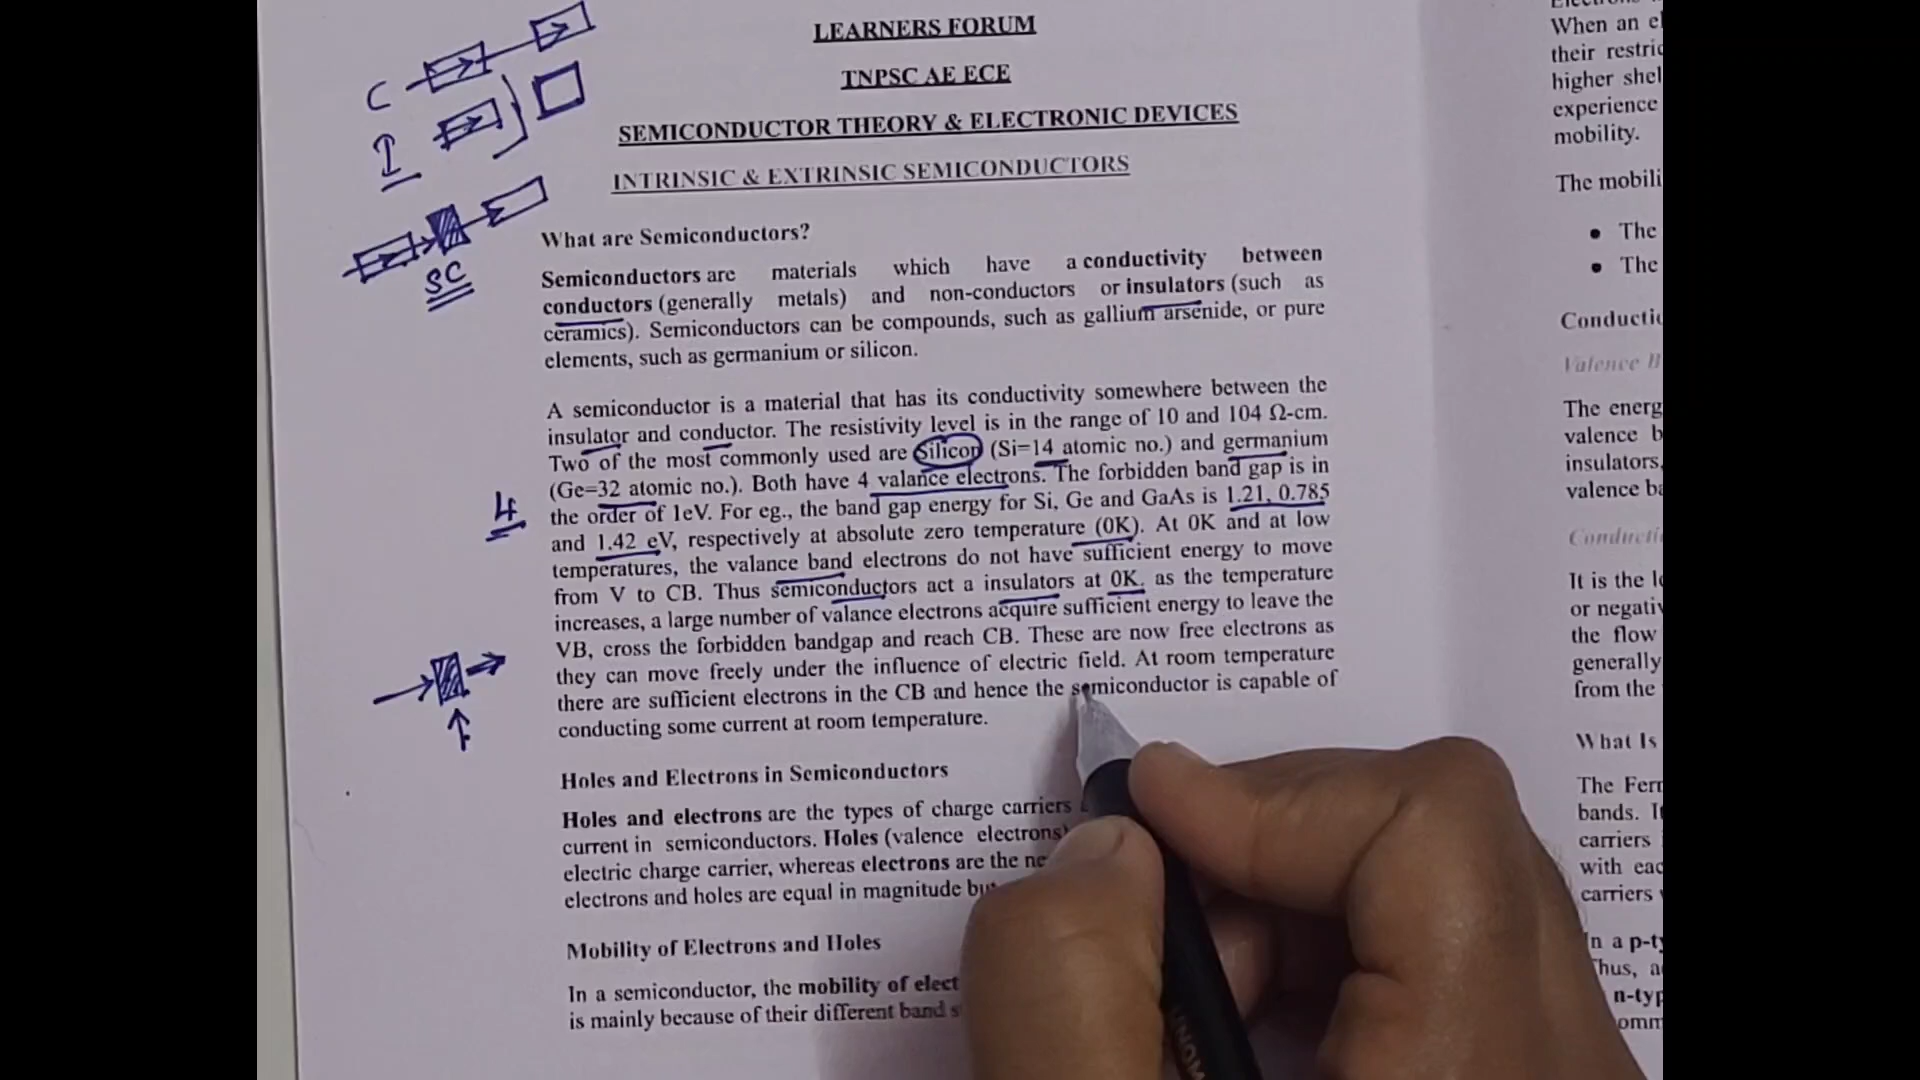 LEARNERS FORUM
TNPSC AE ECE
SEMICONDUCTOR THEORY & ELECTRONIC DEVICES
INTRINSIC & EXTRINSIC SEMICONDUCTORS
C
I
SC
What are Semiconductors?
Semiconductors are materials which have a conductivity between
conductors (generally metals) and non-conductors or insulators (such as
ceramics). Semiconductors can be compounds, such as gallium arsenide, or pure
elements, such as germanium or silicon.
A semiconductor is a material that has its conductivity somewhere between the
insulator and conductor. The resistivity level is in the range of 10 and 104 Ω-cm.
Two of the most commonly used are Silicon (Si=14 atomic no.) and germanium
(Ge=32 atomic no.). Both have 4 valance electrons. The forbidden band gap is in
4
the order of 1eV. For eg., the band gap energy for Si, Ge and GaAs is 1.21, 0.785
and 1.42 eV, respectively at absolute zero temperature (0K). At 0K and at low
temperatures, the valance band electrons do not have sufficient energy to move
from V to CB. Thus semiconductors act a insulators at 0K. as the temperature
increases, a large number of valance electrons acquire sufficient energy to leave the
VB, cross the forbidden bandgap and reach CB. These are now free electrons as
they can move freely under the influence of electric field. At room temperature
there are sufficient electrons in the CB and hence the semiconductor is capable of
conducting some current at room temperature.
Holes and Electrons in Semiconductors
Holes and electrons are the types of charge carriers
current in semiconductors. Holes (valence electrons)
electric charge carrier, whereas electrons are the
electrons and holes are equal in magnitude
Mobility of Electrons and Holes
In a semiconductor, the mobility of
is mainly because of their different band
When an
their
higher
experience
mobility.
The
• The
• The
Valence
The
valence
insulators,
valence
It is the
or
the flow
generally
from the
What Is
The
bands.
carriers
with
carriers
In a
n-